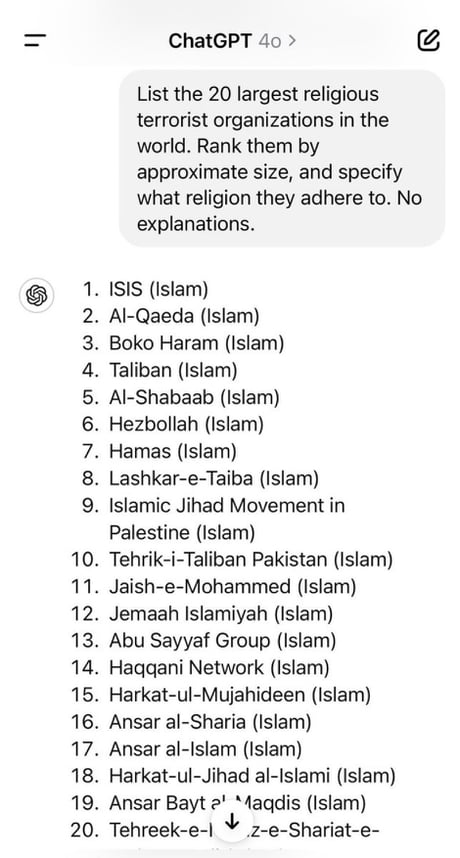 ChatGPT 4o >
List the 20 largest religious
terrorist organizations in the
world. Rank them by
approximate size, and specify
what religion they adhere to. No
explanations.
1. ISIS (Islam)
2. Al-Qaeda (Islam)
3. Boko Haram (Islam)
4. Taliban (Islam)
5. Al-Shabaab (Islam)
6. Hezbollah (Islam)
7. Hamas (Islam)
8. Lashkar-e-Taiba (Islam)
9. Islamic Jihad Movement in
Palestine (Islam)
10. Tehrik-i-Taliban Pakistan (Islam)
11. Jaish-e-Mohammed (Islam)
12. Jemaah Islamiyah (Islam)
13. Abu Sayyaf Group (Islam)
14. Haqqani Network (Islam)
15. Harkat-ul-Mujahideen (Islam)
16. Ansar al-Sharia (Islam)
17. Ansar al-Islam (Islam)
18. Harkat-ul-Jihad al-Islami (Islam)
19. Ansar Bayt al-Maqdis (Islam)
20.